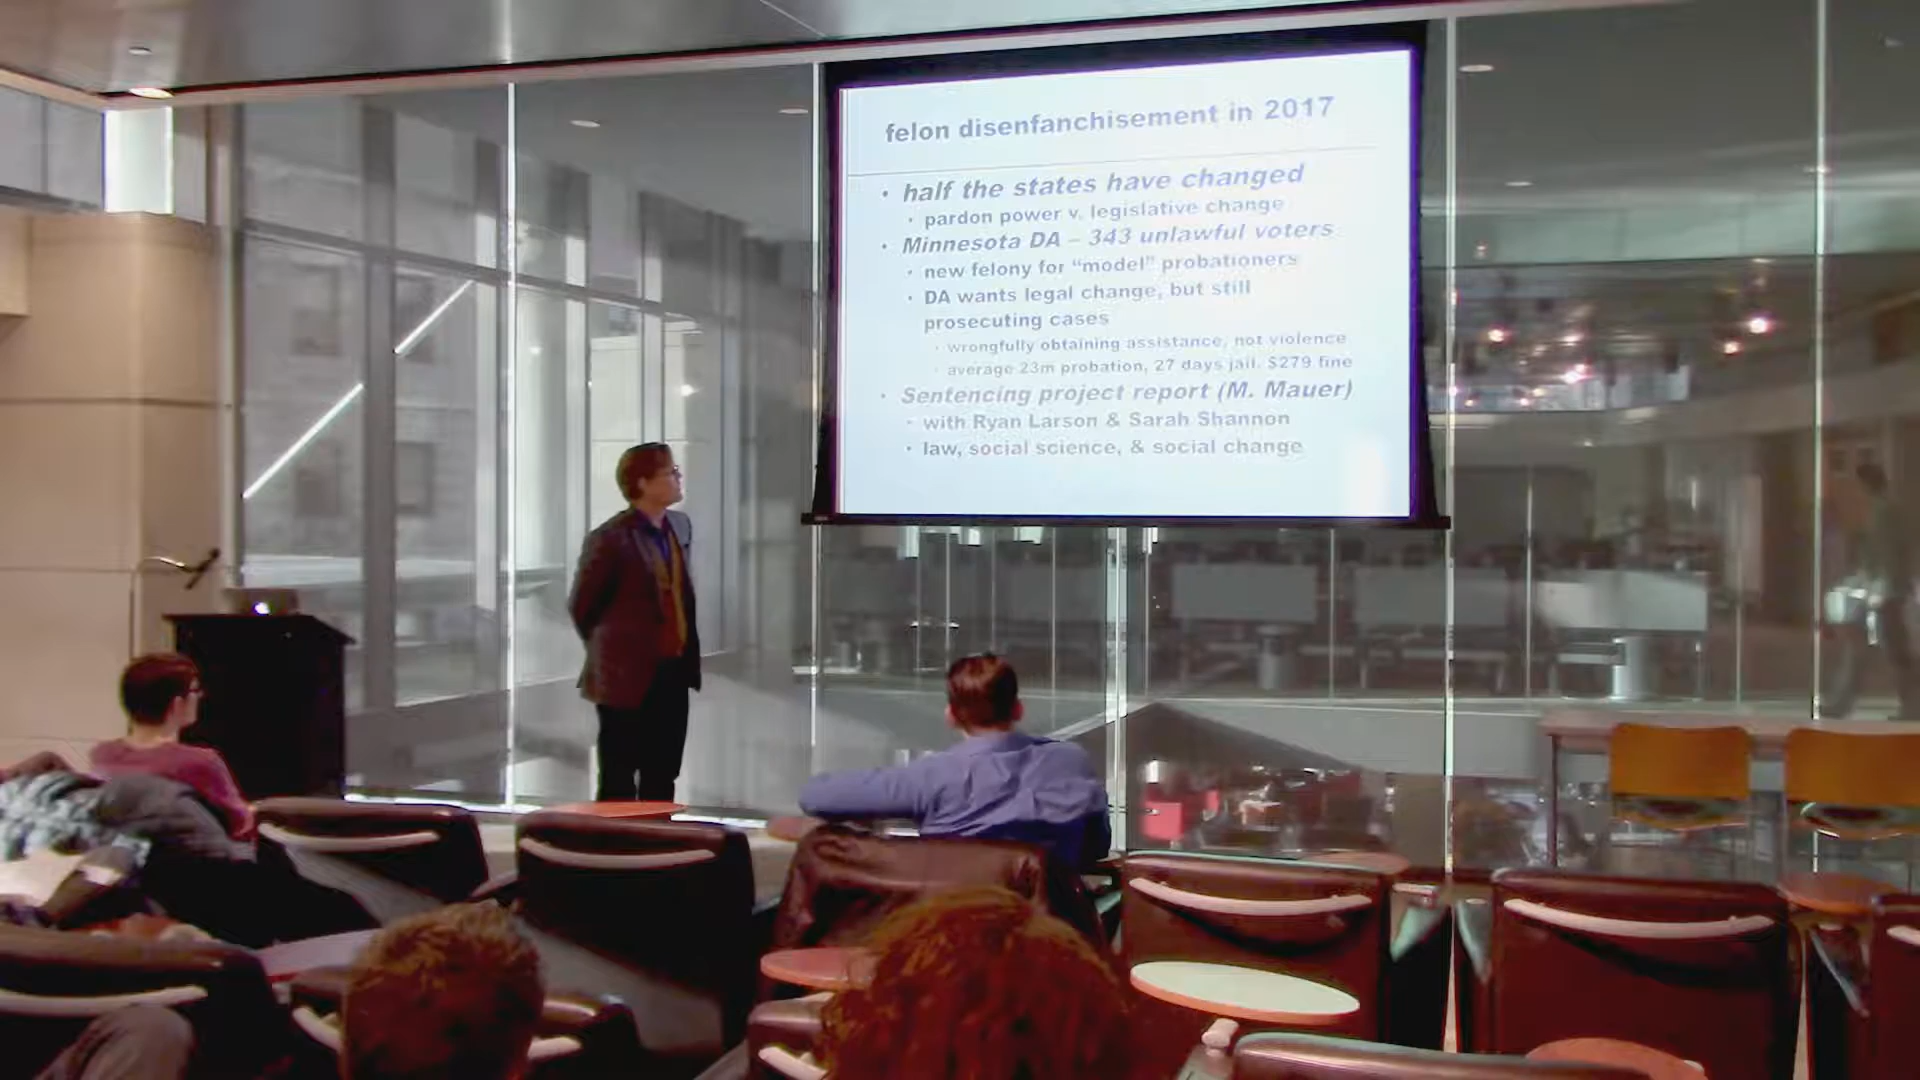 felon disenfanchisement in 2017
• half the states have changed
• pardon power v. legislative change
• Minnesota DA – 343 unlawful voters
• new felony for “model” probationers
• DA wants legal change, but still
prosecuting cases
• wrongfully obtaining assistance, not violence
• average 23m probation, 27 days jail. $279 fine
• Sentencing project report (M. Mauer)
• with Ryan Larson & Sarah Shannon
• law, social science, & social change